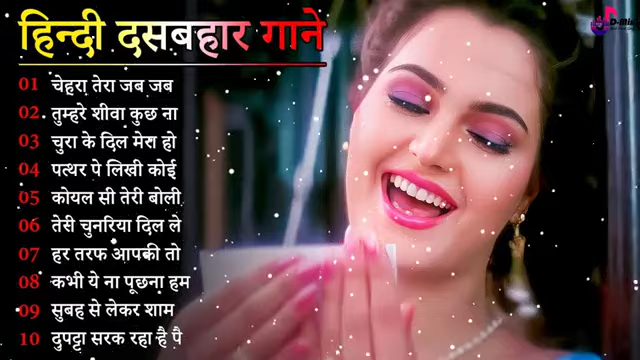 हिन्दी दसबहार गाने
01 चेहरा तेरा जब जब
02 तुम्हरे शीवा कुछ ना
03 चुरा के दिल मेरा हो
04 पत्थर पे लिखी कोई
05 कोयल सी तेरी बोली
06 तेरी चुनरिया दिल ले
07 हर तरफ आपकी तो
08 कभी ये ना पूछना हम
09 सुबह से लेकर शाम
10 दुपट्टा सरक रहा है पै